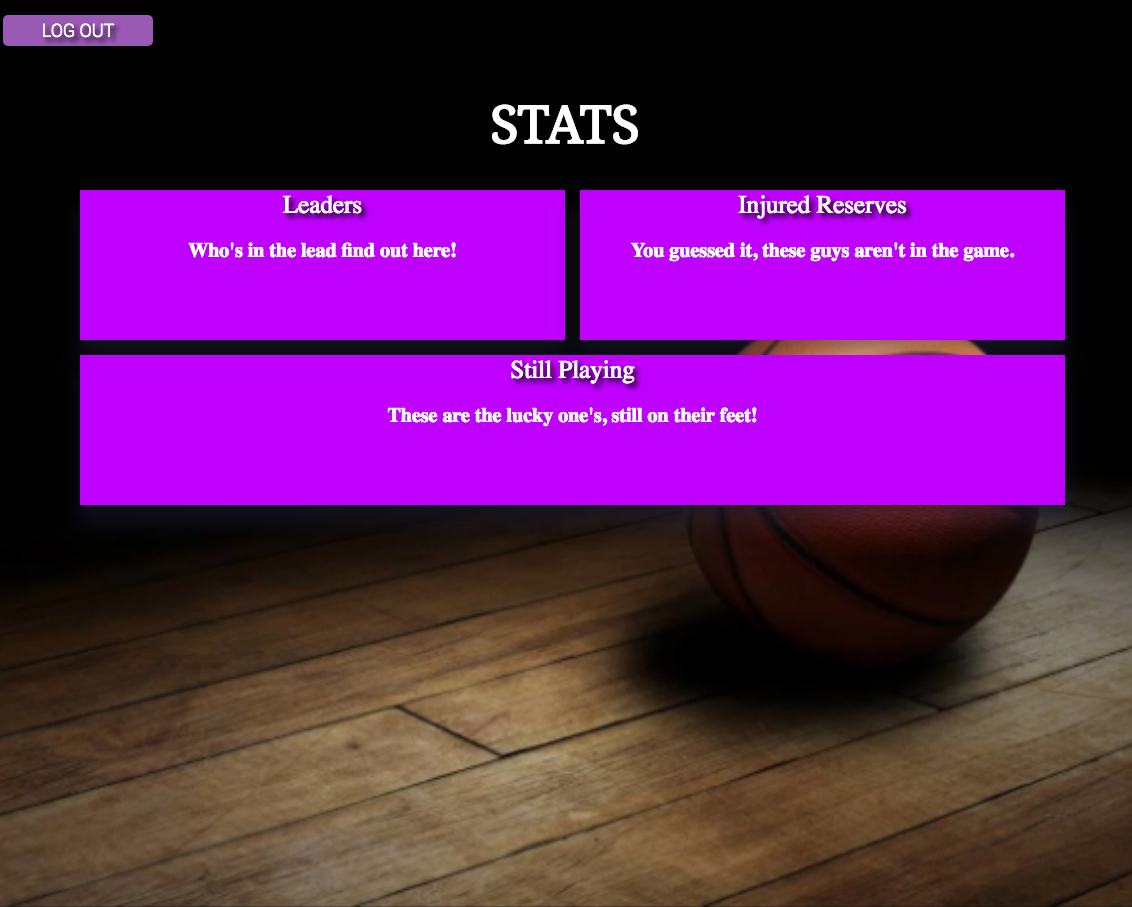 LOG OUT
STATS
Leaders
Who's in the lead find out here!
Injured Reserves
You guessed it, these guys aren't in the game.
Still Playing
These are the lucky one's, still on their feet!